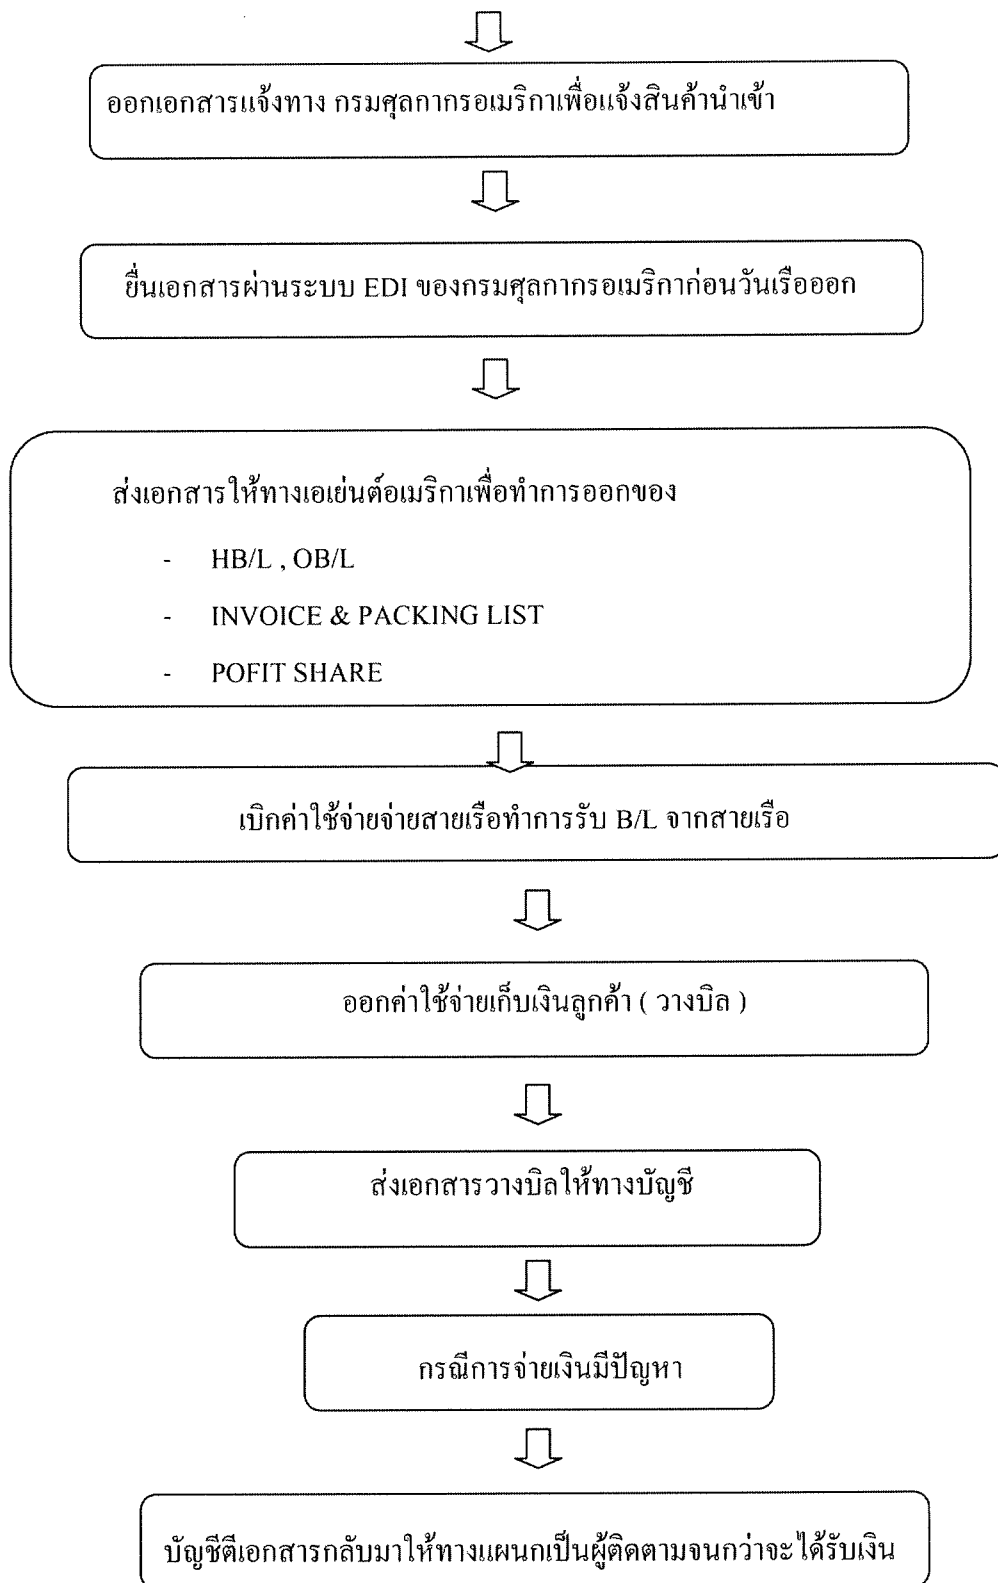 ออกเอกสารแจ้งทาง กรมศุลกากรอเมริกาเพื่อแจ้งสินค้านำเข้า
ยื่นเอกสารผ่านระบบ EDI ของกรมศุลกากรอเมริกาก่อนวันเรือออก
ส่งเอกสารให้ทางเอเย่นต์อเมริกาเพื่อทำการออกของ
- HB/L , OB/L
- INVOICE & PACKING LIST
- POFIT SHARE
เบิกค่าใช้จ่ายจ่ายสายเรือทำการรับ B/L จากสายเรือ
ออกค่าใช้จ่ายเก็บเงินลูกค้า ( วางบิล )
ส่งเอกสารวางบิลให้ทางบัญชี
กรณีการจ่ายเงินมีปัญหา
บัญชีตีเอกสารกลับมาให้ทางแผนกเป็นผู้ติดตามจนกว่าจะได้รับเงิน